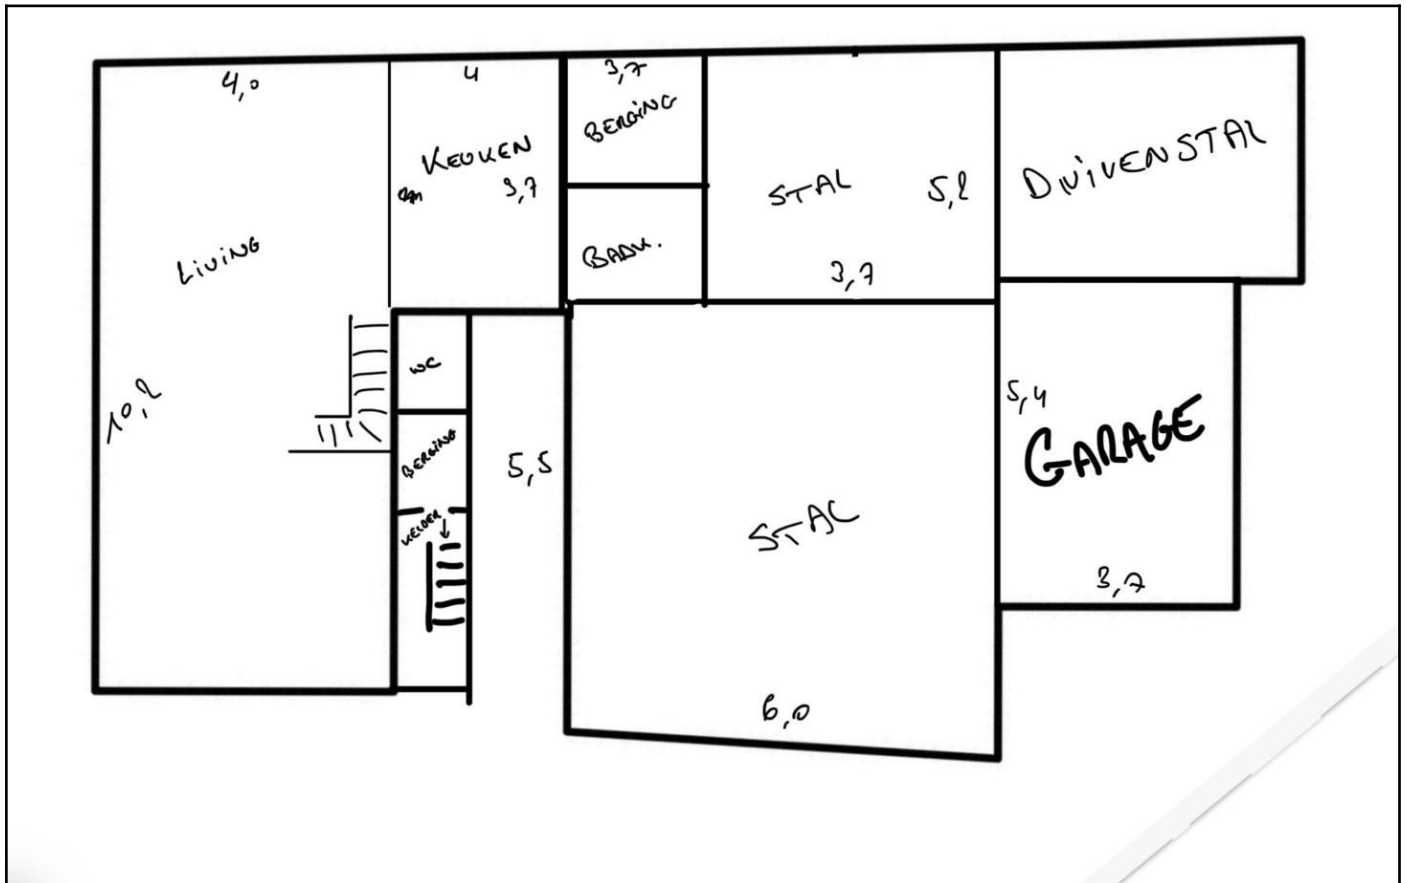 4,0
4
3,7
BERGING
KEUKEN
3,7
STAL
5,2
DUIVENSTAL
LIVING
BADK.
3,7
WC
10,2
BERGING
5,5
5,4
GARAGE
KELDER
STAL
3,7
6,0